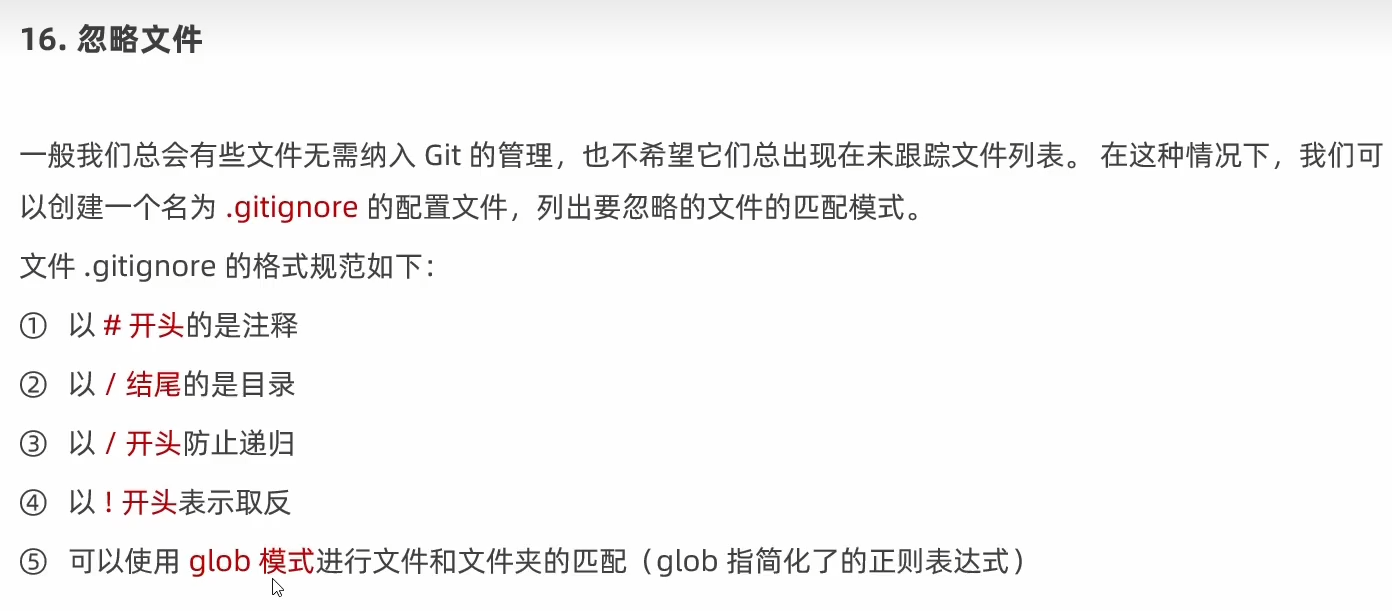 16. 忽略文件
一般我们总会有些文件无需纳入 Git 的管理，也不希望它们总出现在未跟踪文件列表。 在这种情况下，我们可
以创建一个名为 .gitignore 的配置文件，列出要忽略的文件的匹配模式。
文件 .gitignore 的格式规范如下：
① 以 # 开头的是注释
② 以 / 结尾的是目录
③ 以 / 开头防止递归
④ 以 ! 开头表示取反
⑤ 可以使用 glob 模式进行文件和文件夹的匹配（glob 指简化了的正则表达式）